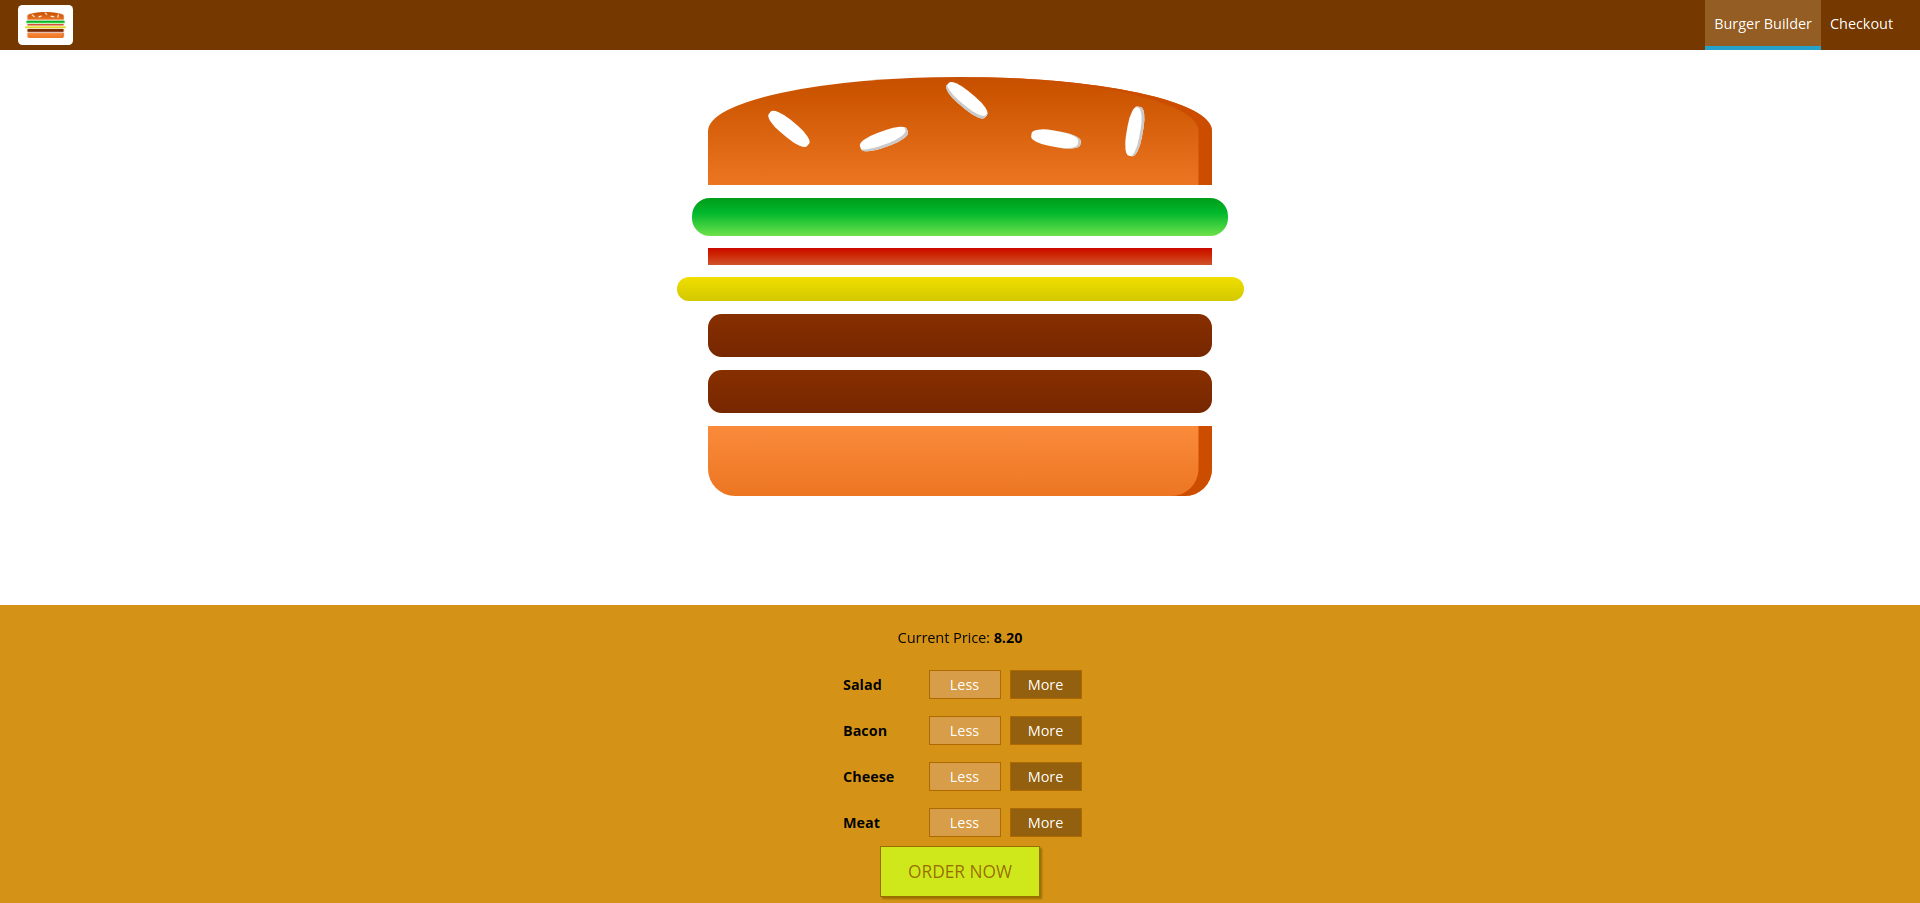 Burger Builder Checkout
Current Price: 8.20
Salad Less More
Bacon Less More
Cheese Less More
Meat Less More
ORDER NOW